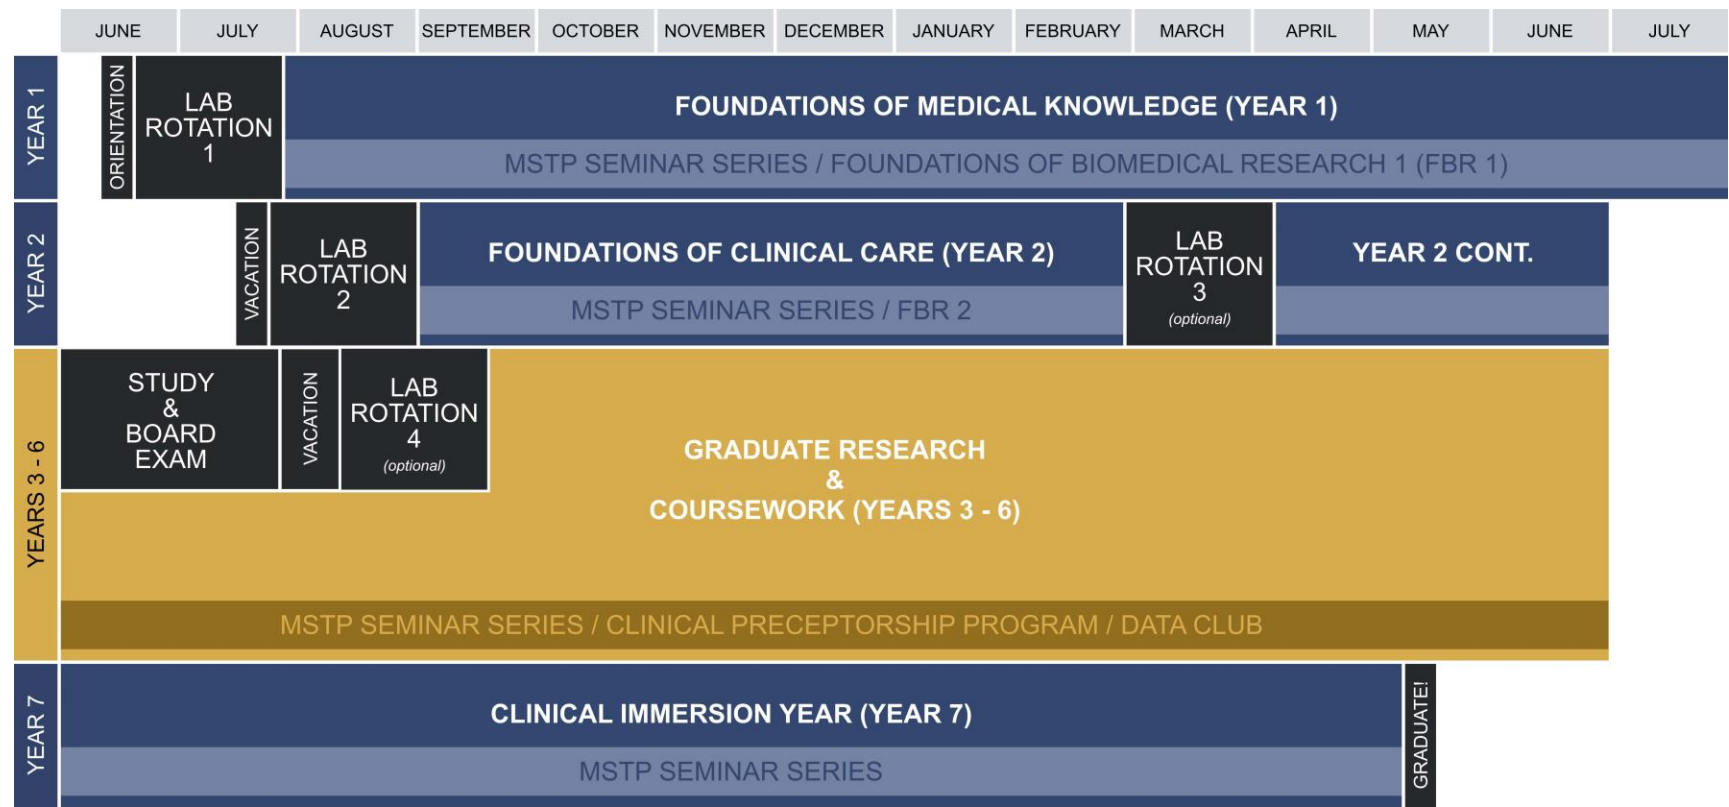 JUNE JULY AUGUST SEPTEMBER OCTOBER NOVEMBER DECEMBER JANUARY FEBRUARY MARCH APRIL MAY JUNE JULY
YEAR 1
ORIENTATION
LAB
ROTATION
1
FOUNDATIONS OF MEDICAL KNOWLEDGE (YEAR 1)
MSTP SEMINAR SERIES / FOUNDATIONS OF BIOMEDICAL RESEARCH 1 (FBR 1)
YEAR 2
VACATION
LAB
ROTATION
2
FOUNDATIONS OF CLINICAL CARE (YEAR 2)
MSTP SEMINAR SERIES / FBR 2
LAB
ROTATION
3
(optional)
YEAR 2 CONT.
YEARS 3 - 6
STUDY
&
BOARD
EXAM
VACATION
LAB
ROTATION
4
(optional)
GRADUATE RESEARCH
&
COURSEWORK (YEARS 3 - 6)
MSTP SEMINAR SERIES / CLINICAL PRECEPTORSHIP PROGRAM / DATA CLUB
YEAR 7
CLINICAL IMMERSION YEAR (YEAR 7)
MSTP SEMINAR SERIES
GRADUATE!